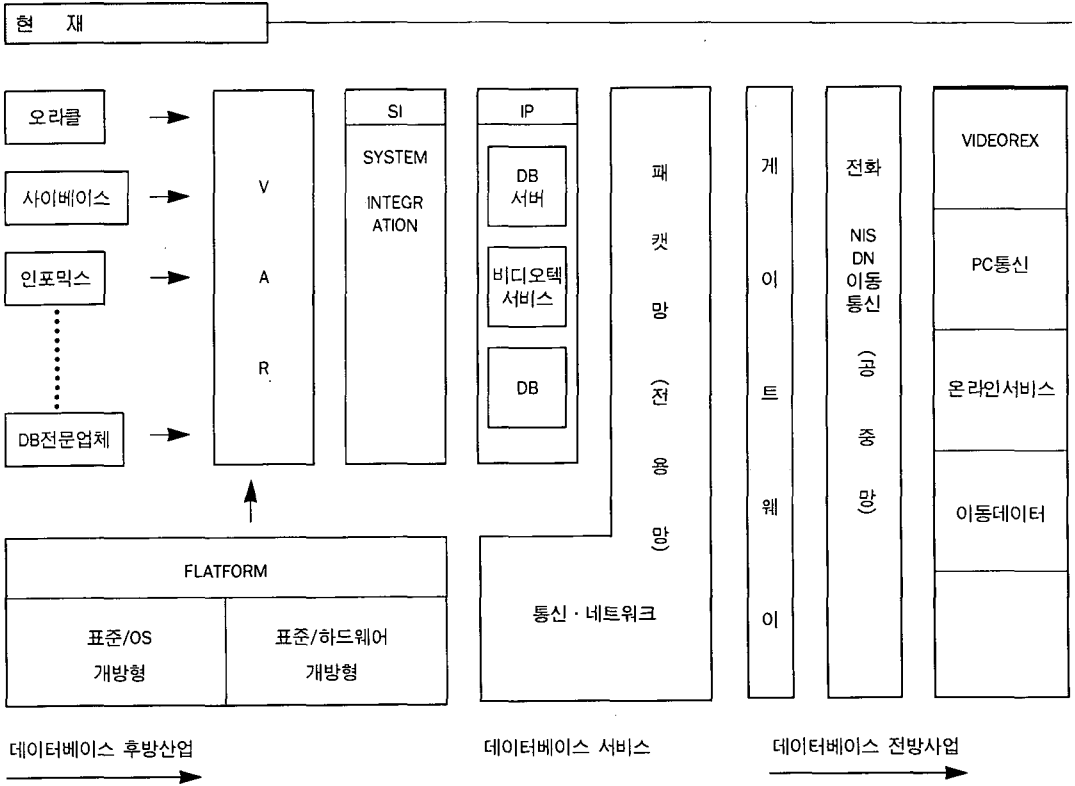 현 재
오라클
사이베이스
인포믹스
DB전문업체
V
A
R
SI
SYSTEM
INTEGR
ATION
IP
DB
서버
비디오텍
서비스
DB
패
캣
망
(전
용
망)
통신·네트워크
게
이
트
웨
이
전화
NIS
DN
이동
통신
(공
중
망)
VIDEOREX
PC통신
온라인서비스
이동데이터
FLATFORM
표준/OS
개방형
표준/하드웨어
개방형
데이터베이스 후방산업
데이터베이스 서비스
데이터베이스 전방사업